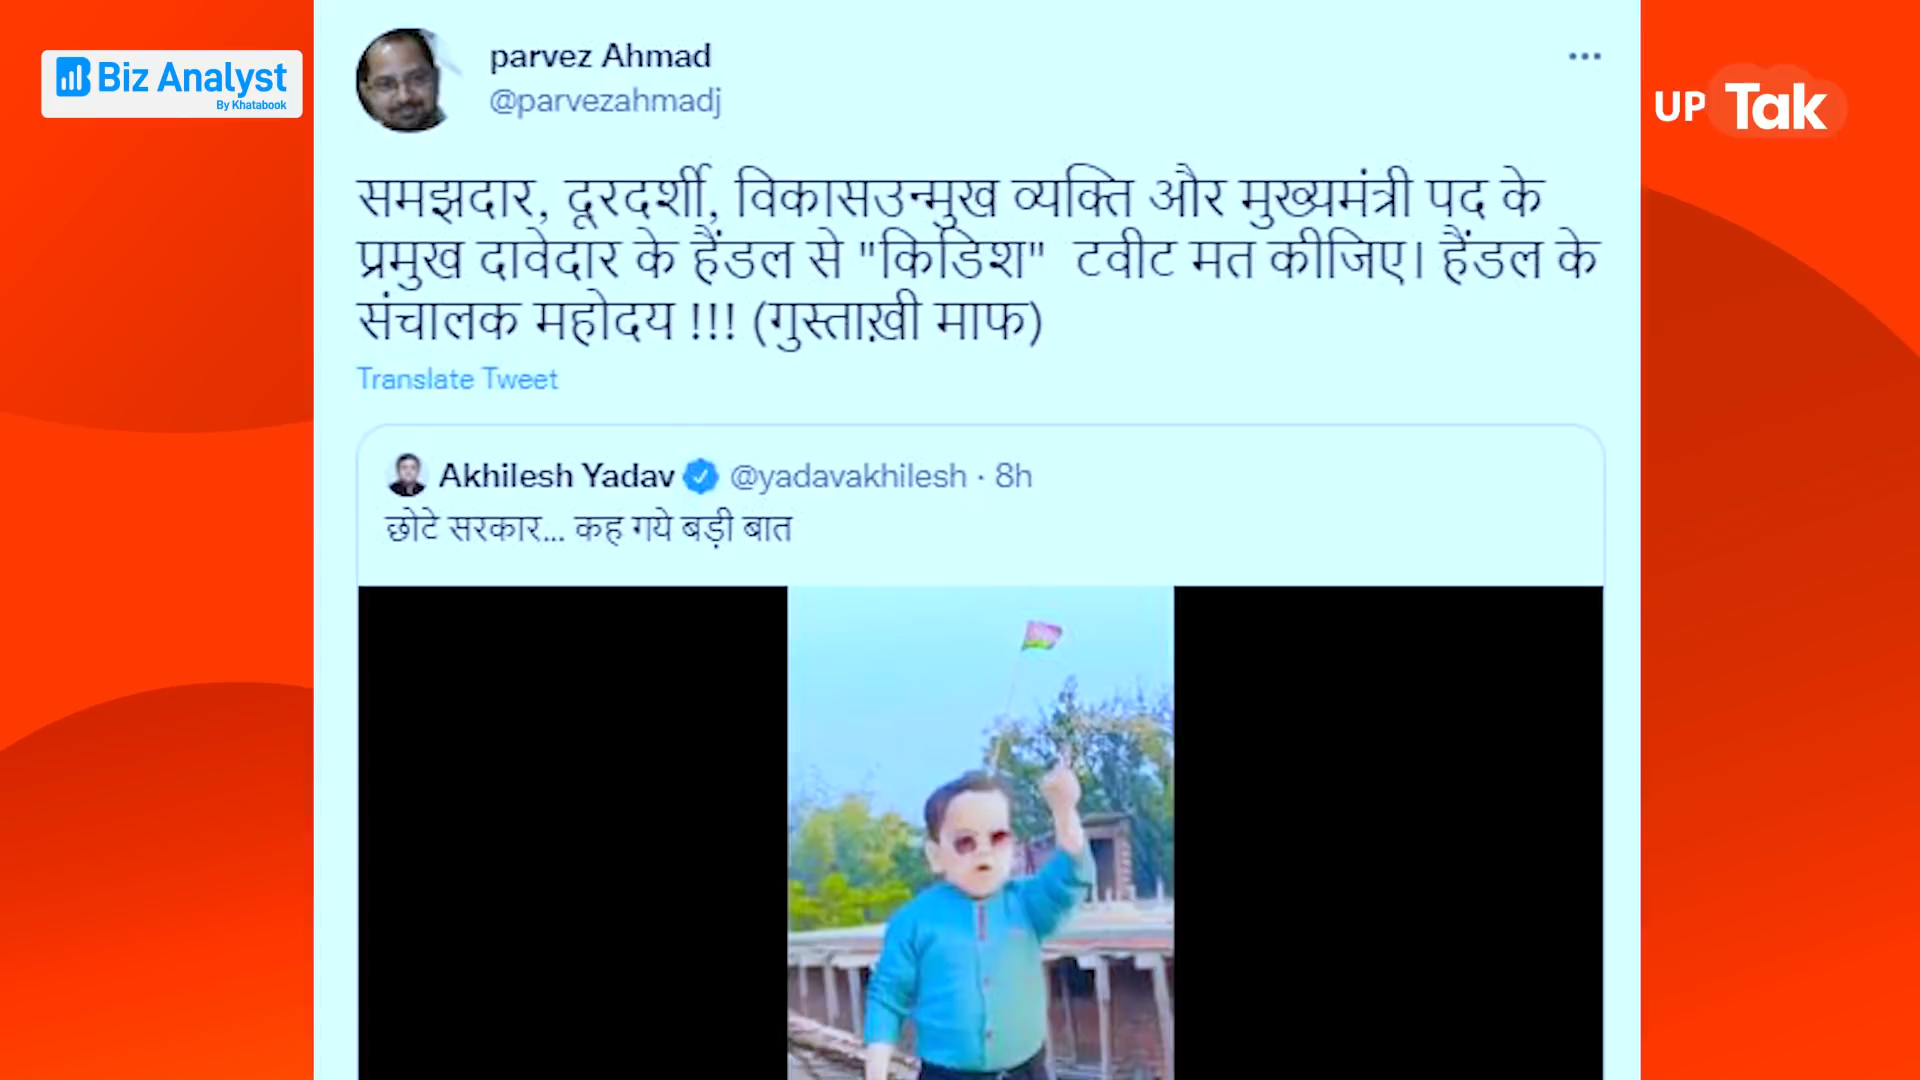 Biz Analyst
By Khatabook
parvez Ahmad
@parvezahmadj
UP Tak
समझदार, दूरदर्शी, विकासउन्मुख व्यक्ति और मुख्यमंत्री पद के
प्रमुख दावेदार के हैंडल से "किडिश" टवीट मत कीजिए। हैंडल के
संचालक महोदय !!! (गुस्ताख़ी माफ)
Translate Tweet
Akhilesh Yadav @yadavakhilesh · 8h
छोटे सरकार... कह गये बड़ी बात